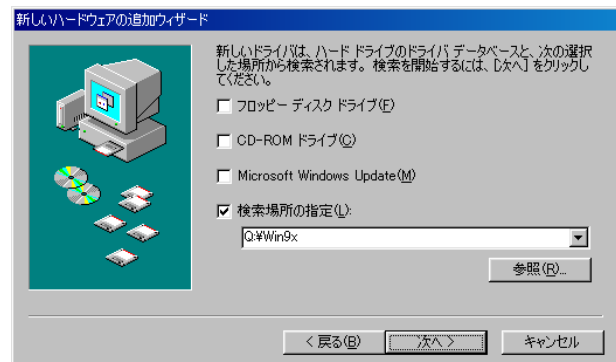 新しいハードウェアの追加ウィザード
新しいドライバは、ハード ドライブのドライバ データベースと、次の選択
した場所から検索されます。検索を開始するには、[次へ] をクリックし
てください。
フロッピー ディスク ドライブ(F)
CD-ROM ドライブ(C)
Microsoft Windows Update(M)
検索場所の指定(L):
Q:¥Win9x
参照(R)...
< 戻る(B)
次へ >
キャンセル